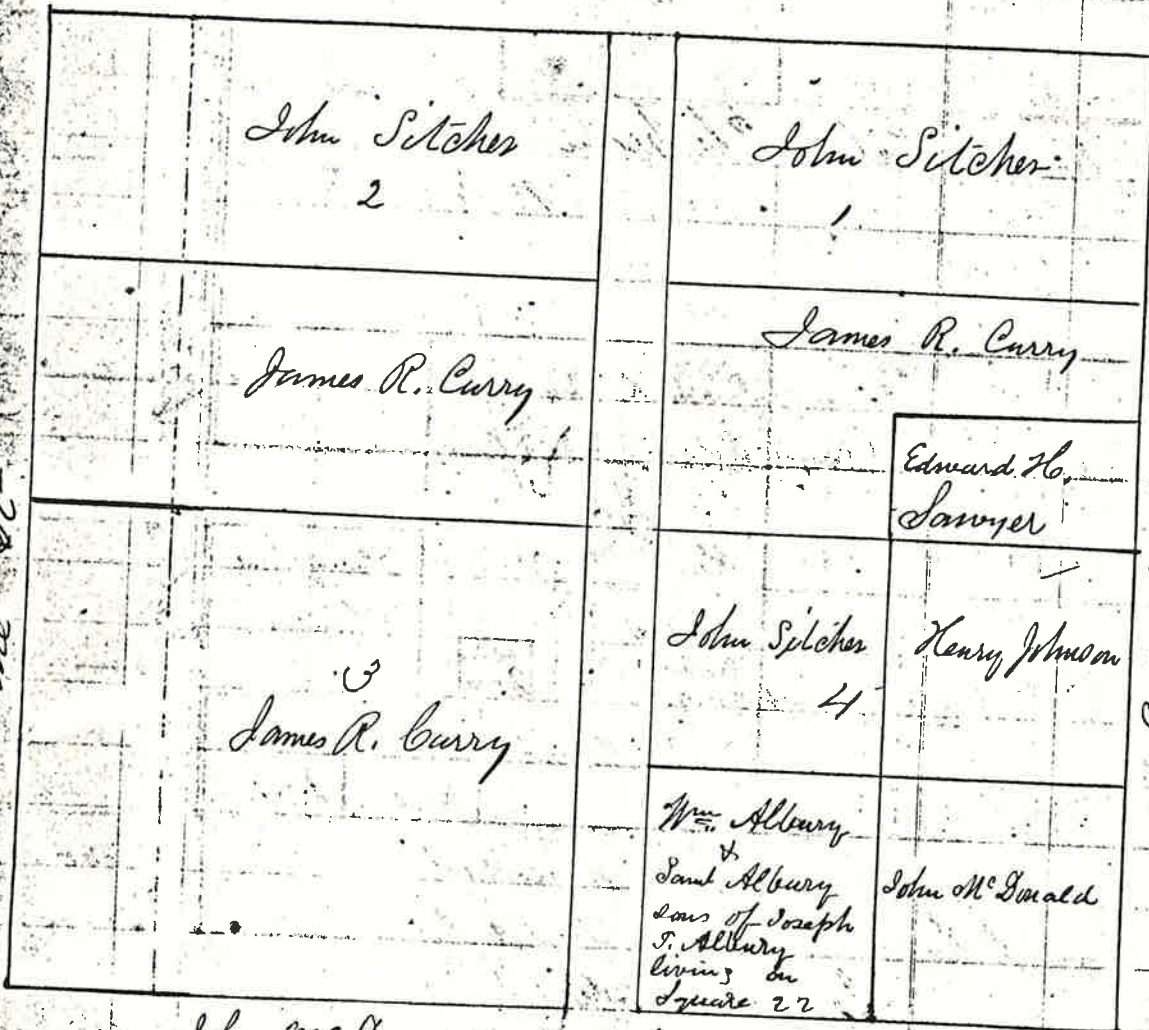 John Sitcher
2
John Sitcher
1
James R. Curry
James R. Curry
Edward H.
Sawyer
3
James R. Curry
John Sitcher
4
Henry Johnson
Wm. Albury
&
Saml Albury
sons of Joseph
T. Albury
living on
Square 22
John McDonald